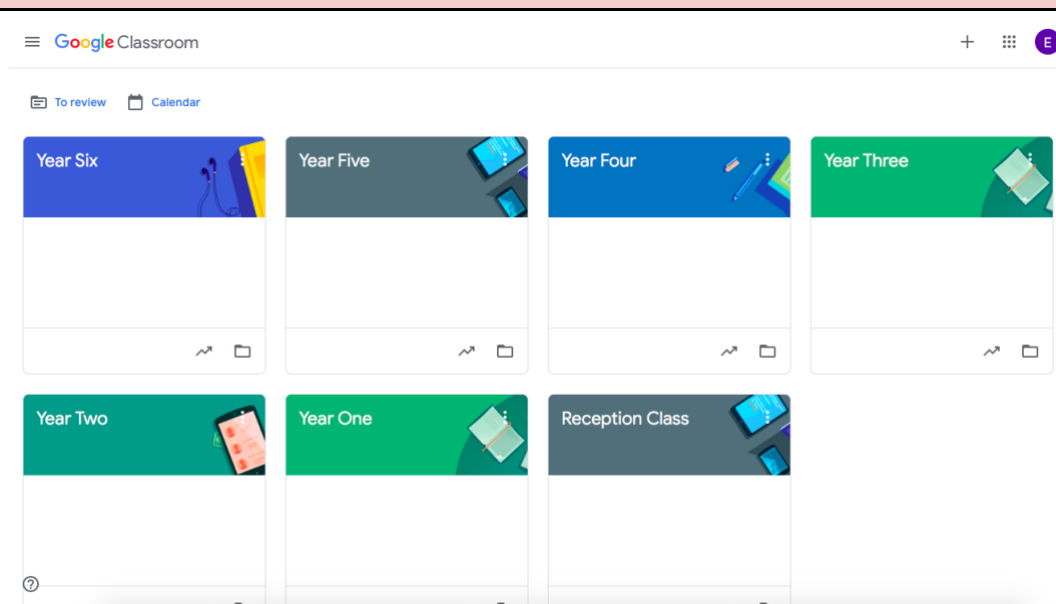 Google Classroom
E
To review Calendar
Year Six
Year Five
Year Four
Year Three
Year Two
Year One
Reception Class
?